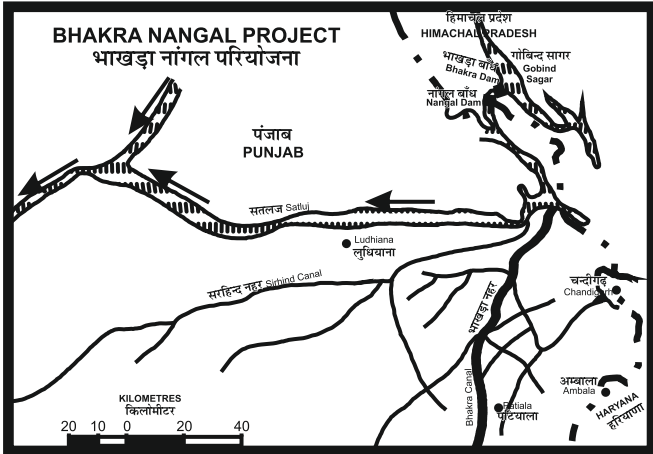 BHAKRA NANGAL PROJECT
भाखड़ा नांगल परियोजना
हिमाचल प्रदेश
HIMACHAL PRADESH
भाखड़ा बाँध
Bhakra Dam
गोबिन्द सागर
Gobind
Sagar
नांगल बाँध
Nangal Dam
पंजाब
PUNJAB
सतलज Satluj
Ludhiana
लुधियाना
सरहिन्द नहर Sirhind Canal
भाखड़ा नहर
Bhakra Canal
चन्दीगढ़
Chandigarh
अम्बाला
Ambala
HARYANA
हरियाणा
Patiala
पटियाला
KILOMETRES
किलोमीटर
20 10 0 20 40